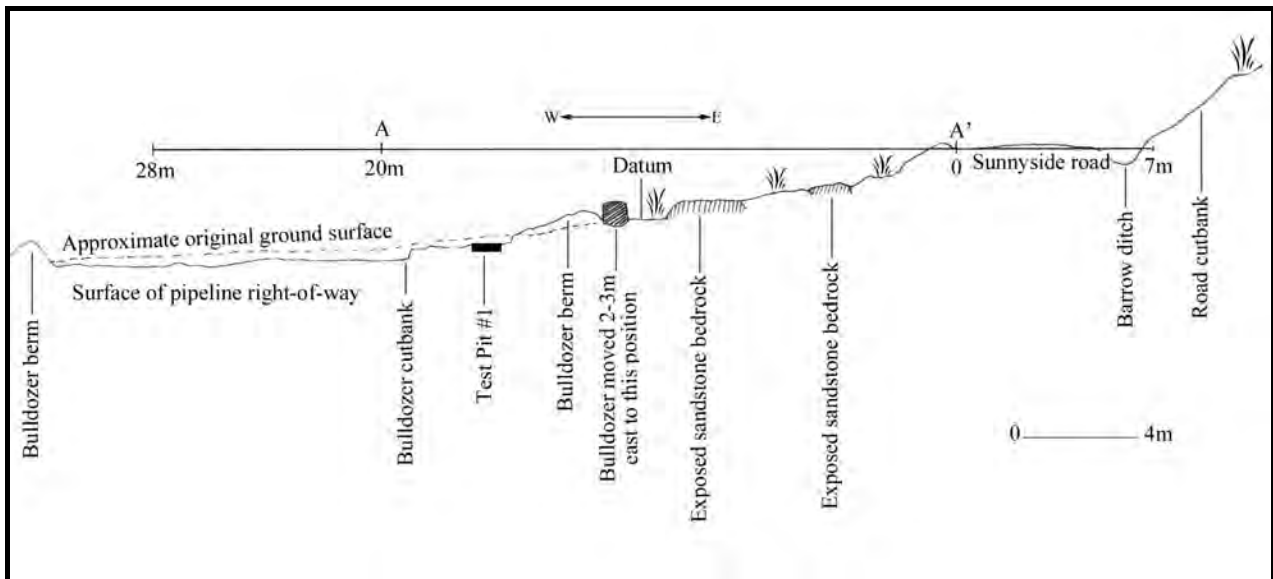 W E
A A'
28m 20m Datum 0 Sunnyside road 7m
Approximate original ground surface
Surface of pipeline right-of-way
Bulldozer berm
Bulldozer cutbank
Test Pit #1
Bulldozer berm
Bulldozer moved 2-3m
east to this position
Exposed sandstone bedrock
Exposed sandstone bedrock
Barrow ditch
Road cutbank
0 4m